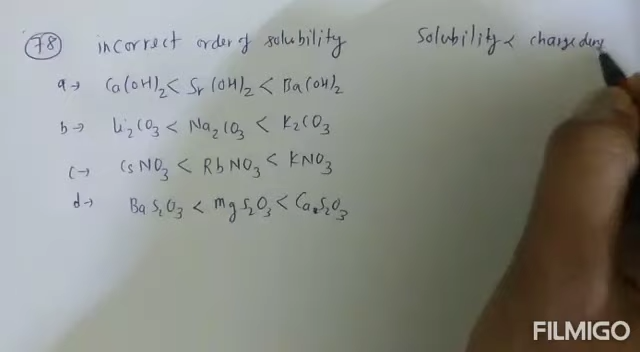 78 incorrect order of solubility
Solubility < charge
a → Ca(OH)₂ < Sr(OH)₂ < Ba(OH)₂
b → Li₂CO₃ < Na₂CO₃ < K₂CO₃
c → CsNO₃ < RbNO₃ < KNO₃
d → BaS₂O₃ < MgS₂O₃ < CaS₂O₃
FILMIGO